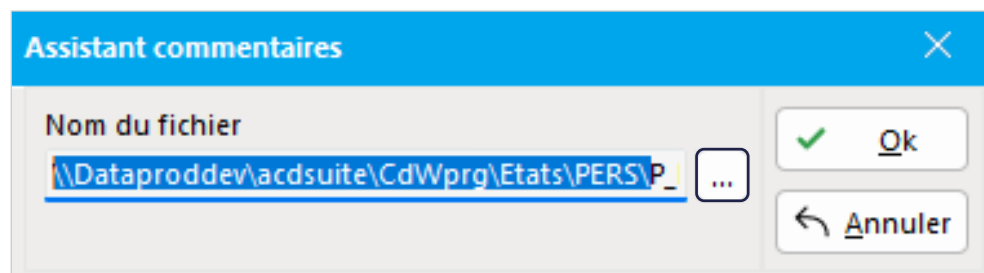 Assistant commentaires
Nom du fichier
\\Dataproddev\acdsuite\CdWprg\Etats\PERS\P_
...
Ok
Annuler